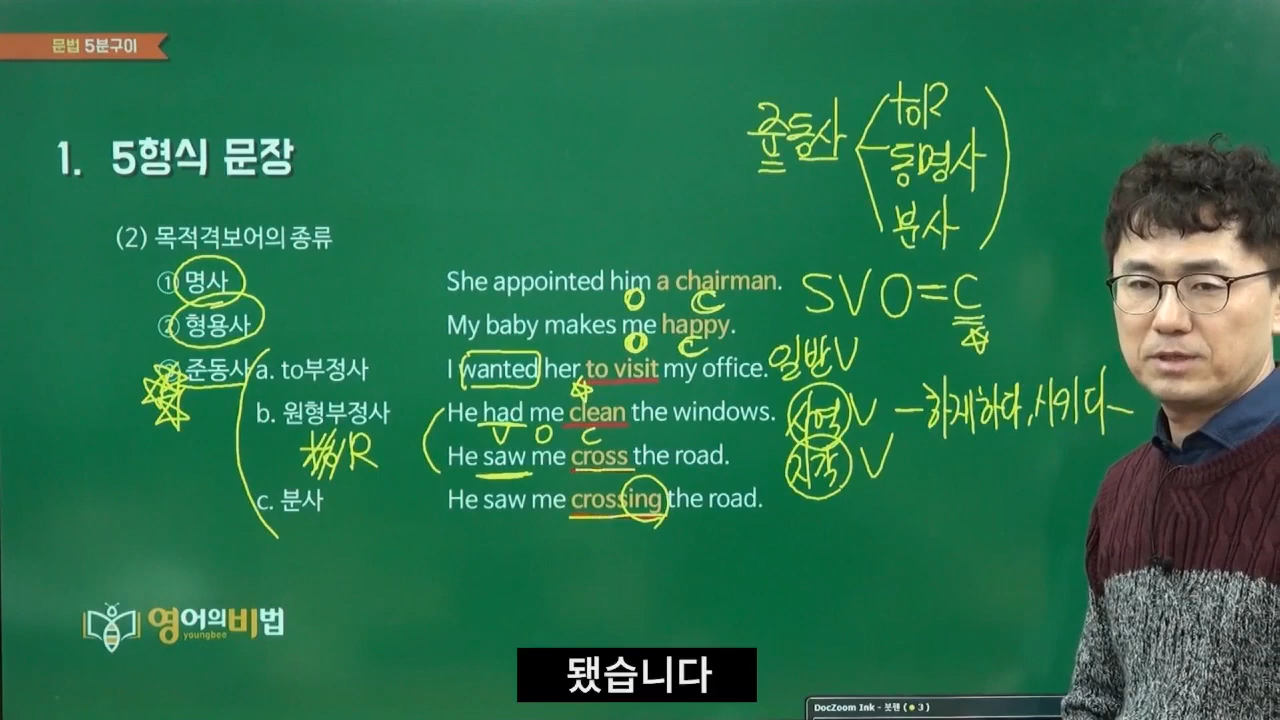 문법 5분구이
1. 5형식 문장
준동사 toR
동명사
분사
(2) 목적격보어의 종류
① 명사 She appointed him a chairman.
SVO=C
② 형용사 My baby makes me happy.
O C
③ 준동사 a. to부정사 I wanted her to visit my office. 일반V
O C
b. 원형부정사 He had me clean the windows. 사역V - 하게하다, 시키다
V O C
R He saw me cross the road. 지각V
c. 분사 He saw me crossing the road.
영어의비법
youngbee
됐습니다
DocZoom Ink - 붓펜 ( 3 )